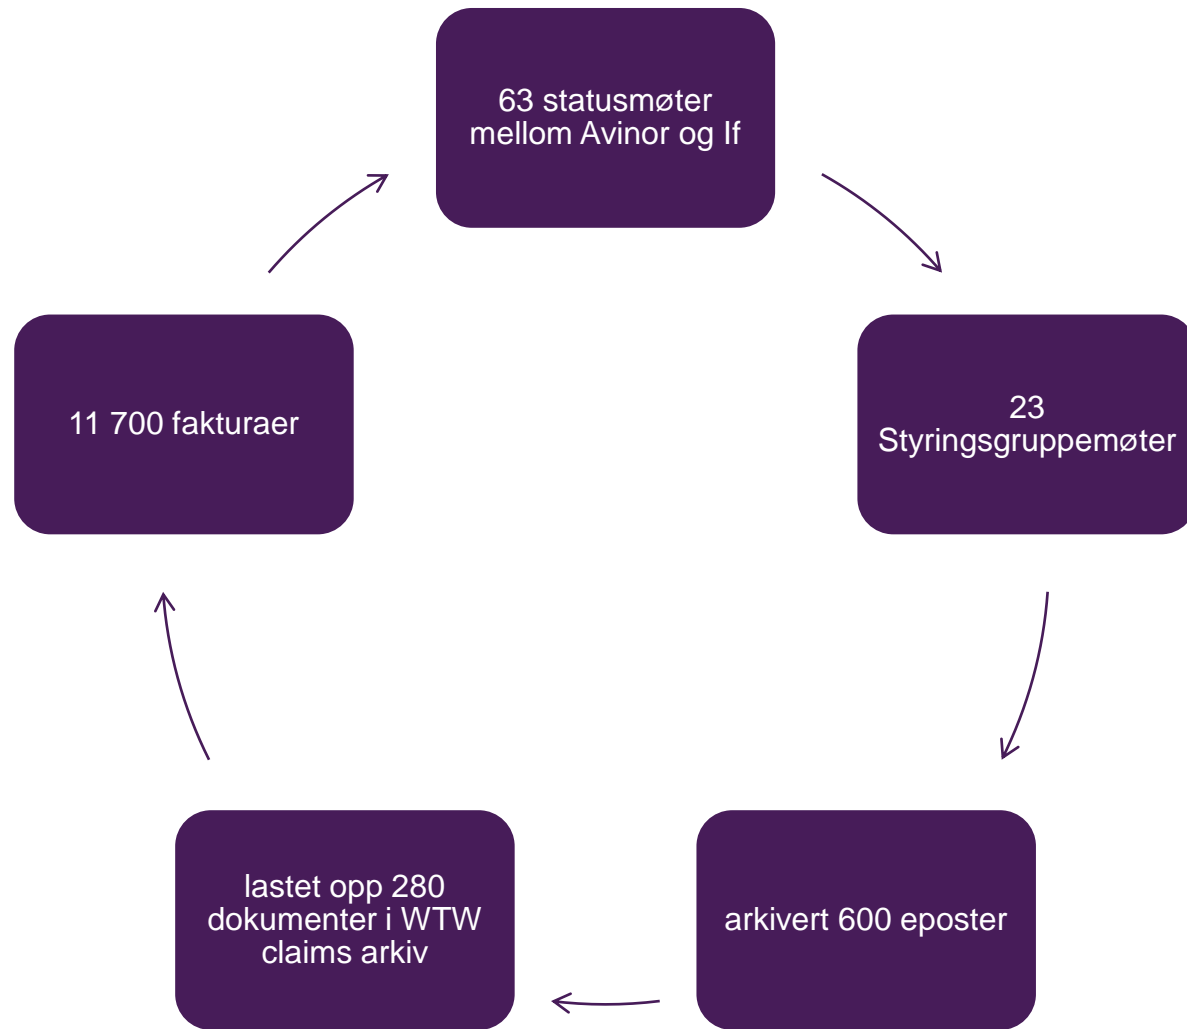 63 statusmøter
mellom Avinor og If
23
Styringsgruppemøter
arkivert 600 eposter
lastet opp 280
dokumenter i WTW
claims arkiv
11 700 fakturaer